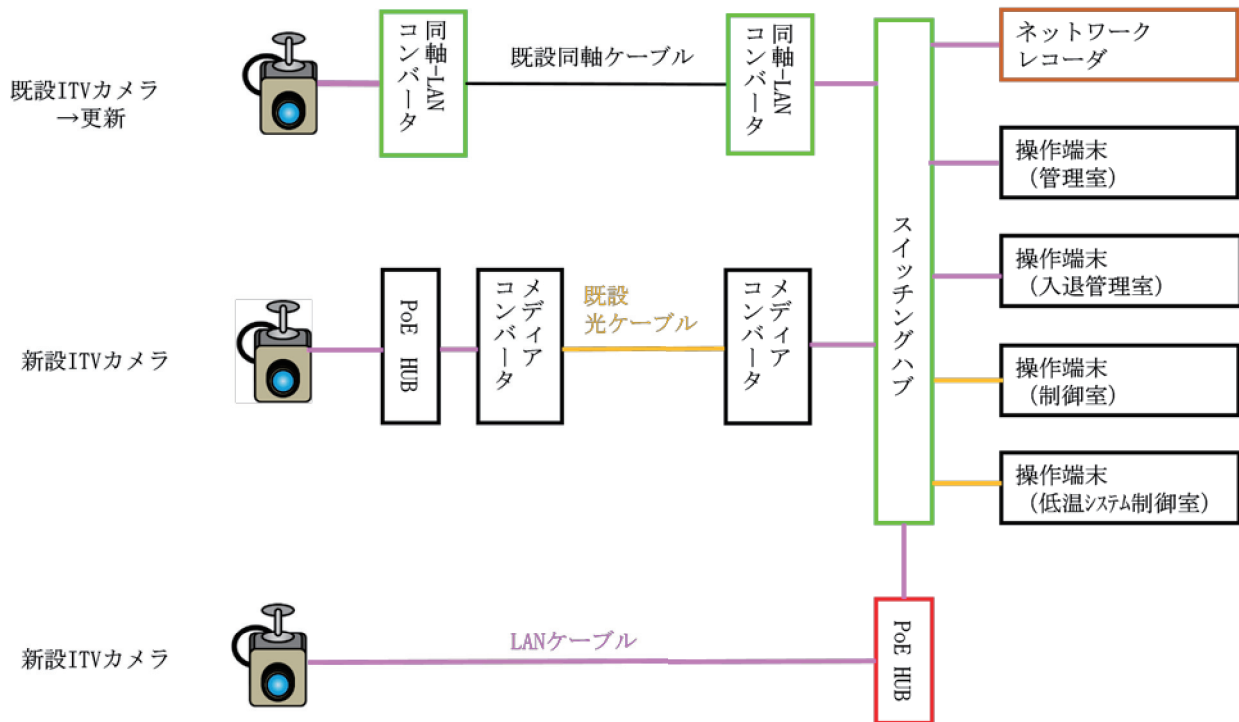 既設ITVカメラ
→更新
同軸-LAN
コンバータ
既設同軸ケーブル
同軸-LAN
コンバータ
ネットワーク
レコーダ
操作端末
（管理室）
操作端末
（入退管理室）
操作端末
（制御室）
操作端末
（低温ｼｽﾃﾑ制御室）
スイッチングハブ
新設ITVカメラ
PoE HUB
メディア
コンバータ
既設
光ケーブル
メディア
コンバータ
新設ITVカメラ
LANケーブル
PoE HUB